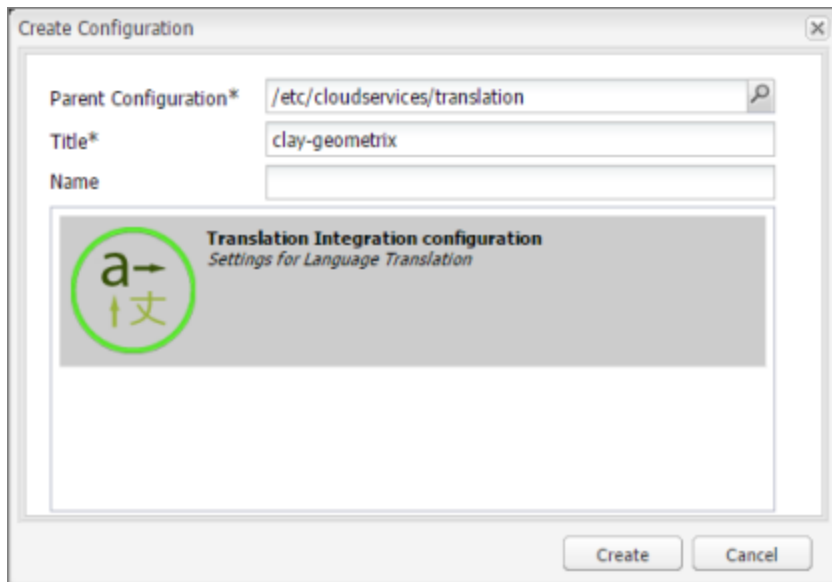 Create Configuration
Parent Configuration*
/etc/cloudservices/translation
Title*
clay-geometrix
Name
a
丈
Translation Integration configuration
Settings for Language Translation
Create
Cancel